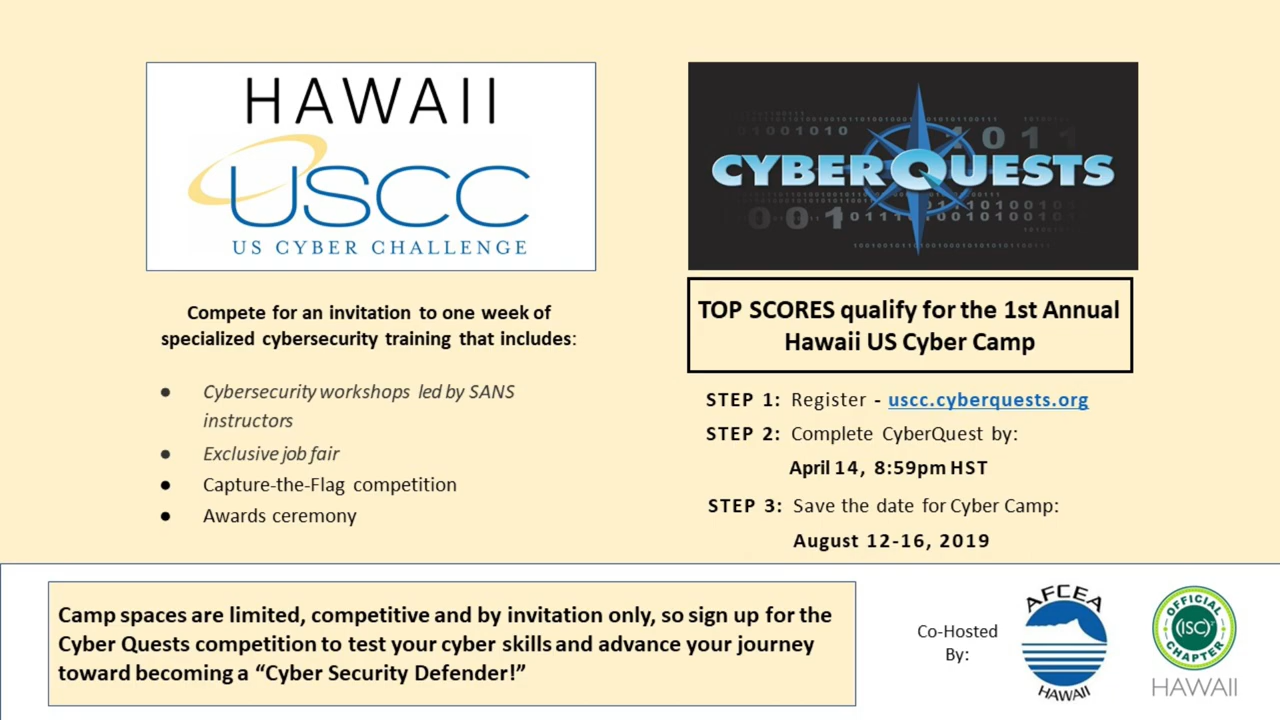 HAWAII
USCC
US CYBER CHALLENGE
Compete for an invitation to one week of
specialized cybersecurity training that includes:
● Cybersecurity workshops led by SANS
instructors
● Exclusive job fair
● Capture-the-Flag competition
● Awards ceremony
CYBERQUESTS
TOP SCORES qualify for the 1st Annual
Hawaii US Cyber Camp
STEP 1: Register - uscc.cyberquests.org
STEP 2: Complete CyberQuest by:
April 14, 8:59pm HST
STEP 3: Save the date for Cyber Camp:
August 12-16, 2019
Camp spaces are limited, competitive and by invitation only, so sign up for the
Cyber Quests competition to test your cyber skills and advance your journey
toward becoming a “Cyber Security Defender!”
Co-Hosted
By:
AFCEA
HAWAII
OFFICIAL
(ISC)²
CHAPTER
HAWAII